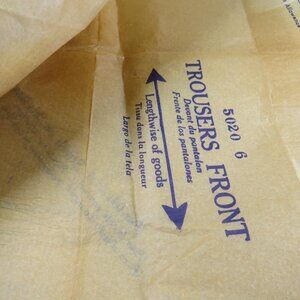 5020 6
TROUSERS FRONT
Devant du pantalon
Frente de los pantalones
Lengthwise of goods
Tissu dans la longueur
Largo de la tela